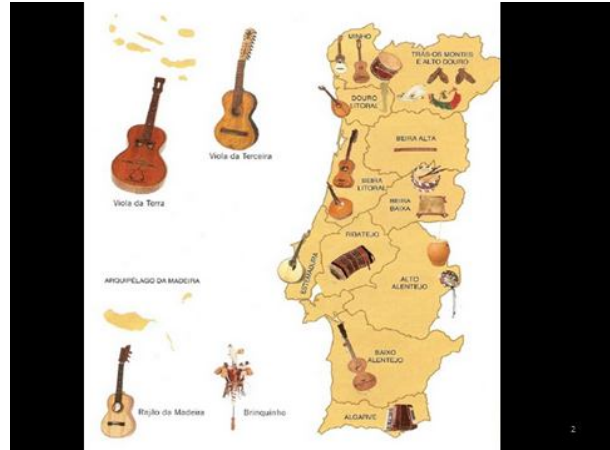 Viola da Terceira
Viola da Terra
ARQUIPÉLAGO DA MADEIRA
Rajão da Madeira
Brinquinho
MINHO
TRÁS-OS MONTES
E ALTO DOURO
DOURO
LITORAL
BEIRA ALTA
BEIRA
LITORAL
BEIRA
BAIXA
RIBATEJO
ESTREMADURA
ALTO
ALENTEJO
BAIXO
ALENTEJO
ALGARVE
2